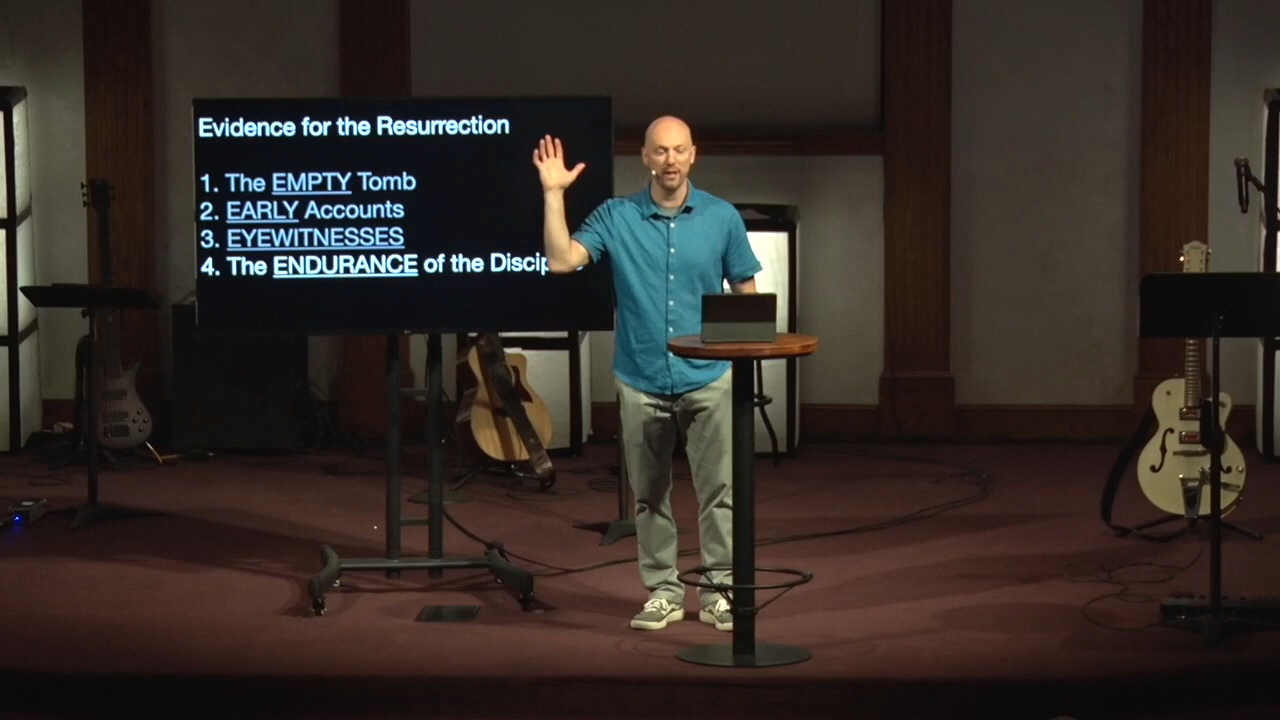 Evidence for the Resurrection
1. The EMPTY Tomb
2. EARLY Accounts
3. EYEWITNESSES
4. The ENDURANCE of the